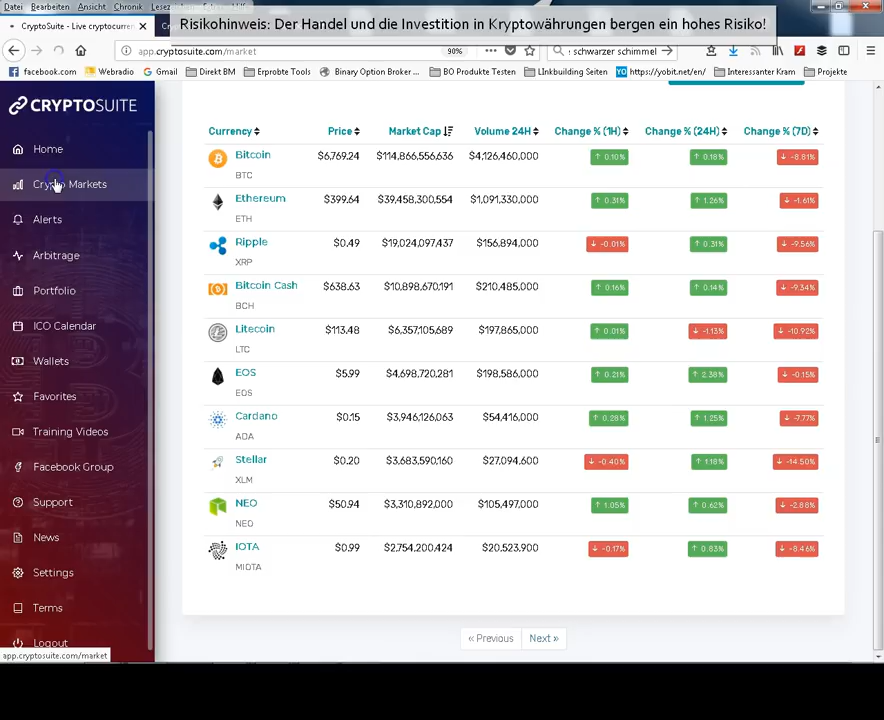 Datei Bearbeiten Ansicht Chronik
Risikohinweis: Der Handel und die Investition in Kryptowährungen bergen ein hohes Risiko!
CryptoSuite - Live cryptocurren
app.cryptosuite.com/market
90%
: schwarzer schimmel
facebook.com Webradio Gmail Direkt BM Erprobte Tools Binary Option Broker ... BO Produkte Testen LInkbuilding Seiten https://yobit.net/en/ Interessanter Kram Projekte
CRYPTOSUITE
Home
Crypto Markets
Alerts
Arbitrage
Portfolio
ICO Calendar
Wallets
Favorites
Training Videos
Facebook Group
Support
News
Settings
Terms
Logout
app.cryptosuite.com/market
Currency Price Market Cap Volume 24H Change % (1H) Change % (24H) Change % (7D)
Bitcoin $6,769.24 $114,866,556,636 $4,126,460,000 ↑ 0.10% ↑ 0.18% ↓ -8.81%
BTC
Ethereum $399.64 $39,458,300,554 $1,091,330,000 ↑ 0.31% ↑ 1.26% ↓ -1.61%
ETH
Ripple $0.49 $19,024,097,437 $156,894,000 ↓ -0.01% ↑ 0.31% ↓ -9.56%
XRP
Bitcoin Cash $638.63 $10,898,670,191 $210,485,000 ↑ 0.16% ↑ 0.14% ↓ -9.34%
BCH
Litecoin $113.48 $6,357,105,689 $197,865,000 ↑ 0.01% ↓ -1.13% ↓ -10.92%
LTC
EOS $5.99 $4,698,720,281 $198,586,000 ↑ 0.21% ↑ 2.38% ↓ -0.15%
EOS
Cardano $0.15 $3,946,126,063 $54,416,000 ↑ 0.28% ↑ 1.25% ↓ -7.77%
ADA
Stellar $0.20 $3,683,590,160 $27,094,600 ↓ -0.40% ↑ 1.18% ↓ -14.50%
XLM
NEO $50.94 $3,310,892,000 $105,497,000 ↑ 1.05% ↑ 0.62% ↓ -2.88%
NEO
IOTA $0.99 $2,754,200,424 $20,523,900 ↓ -0.17% ↑ 0.83% ↓ -8.46%
MIOTA
« Previous Next »